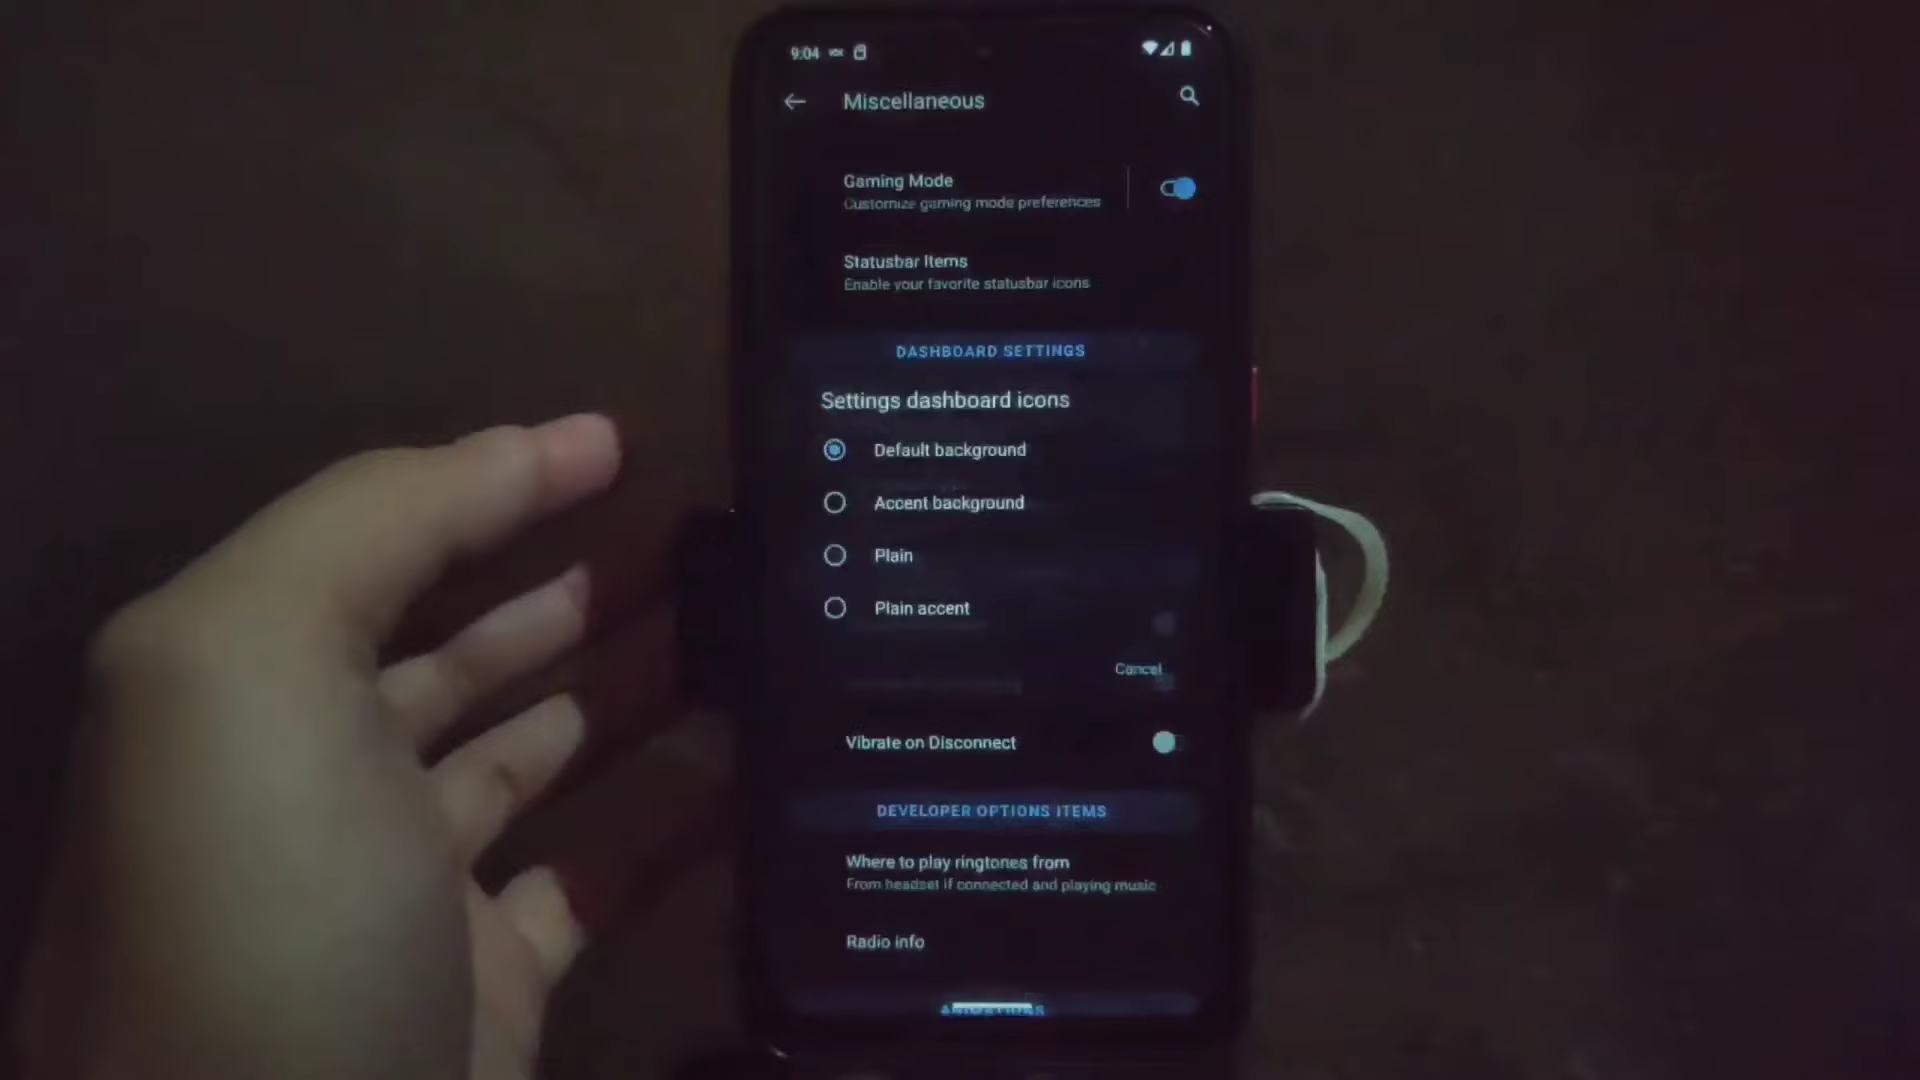 9:04
Miscellaneous
Gaming Mode
Customize gaming mode preferences
Statusbar Items
Enable your favorite statusbar icons
DASHBOARD SETTINGS
Settings dashboard icons
Default background
Accent background
Plain
Plain accent
Cancel
Vibrate on Disconnect
DEVELOPER OPTIONS ITEMS
Where to play ringtones from
From headset if connected and playing music
Radio info